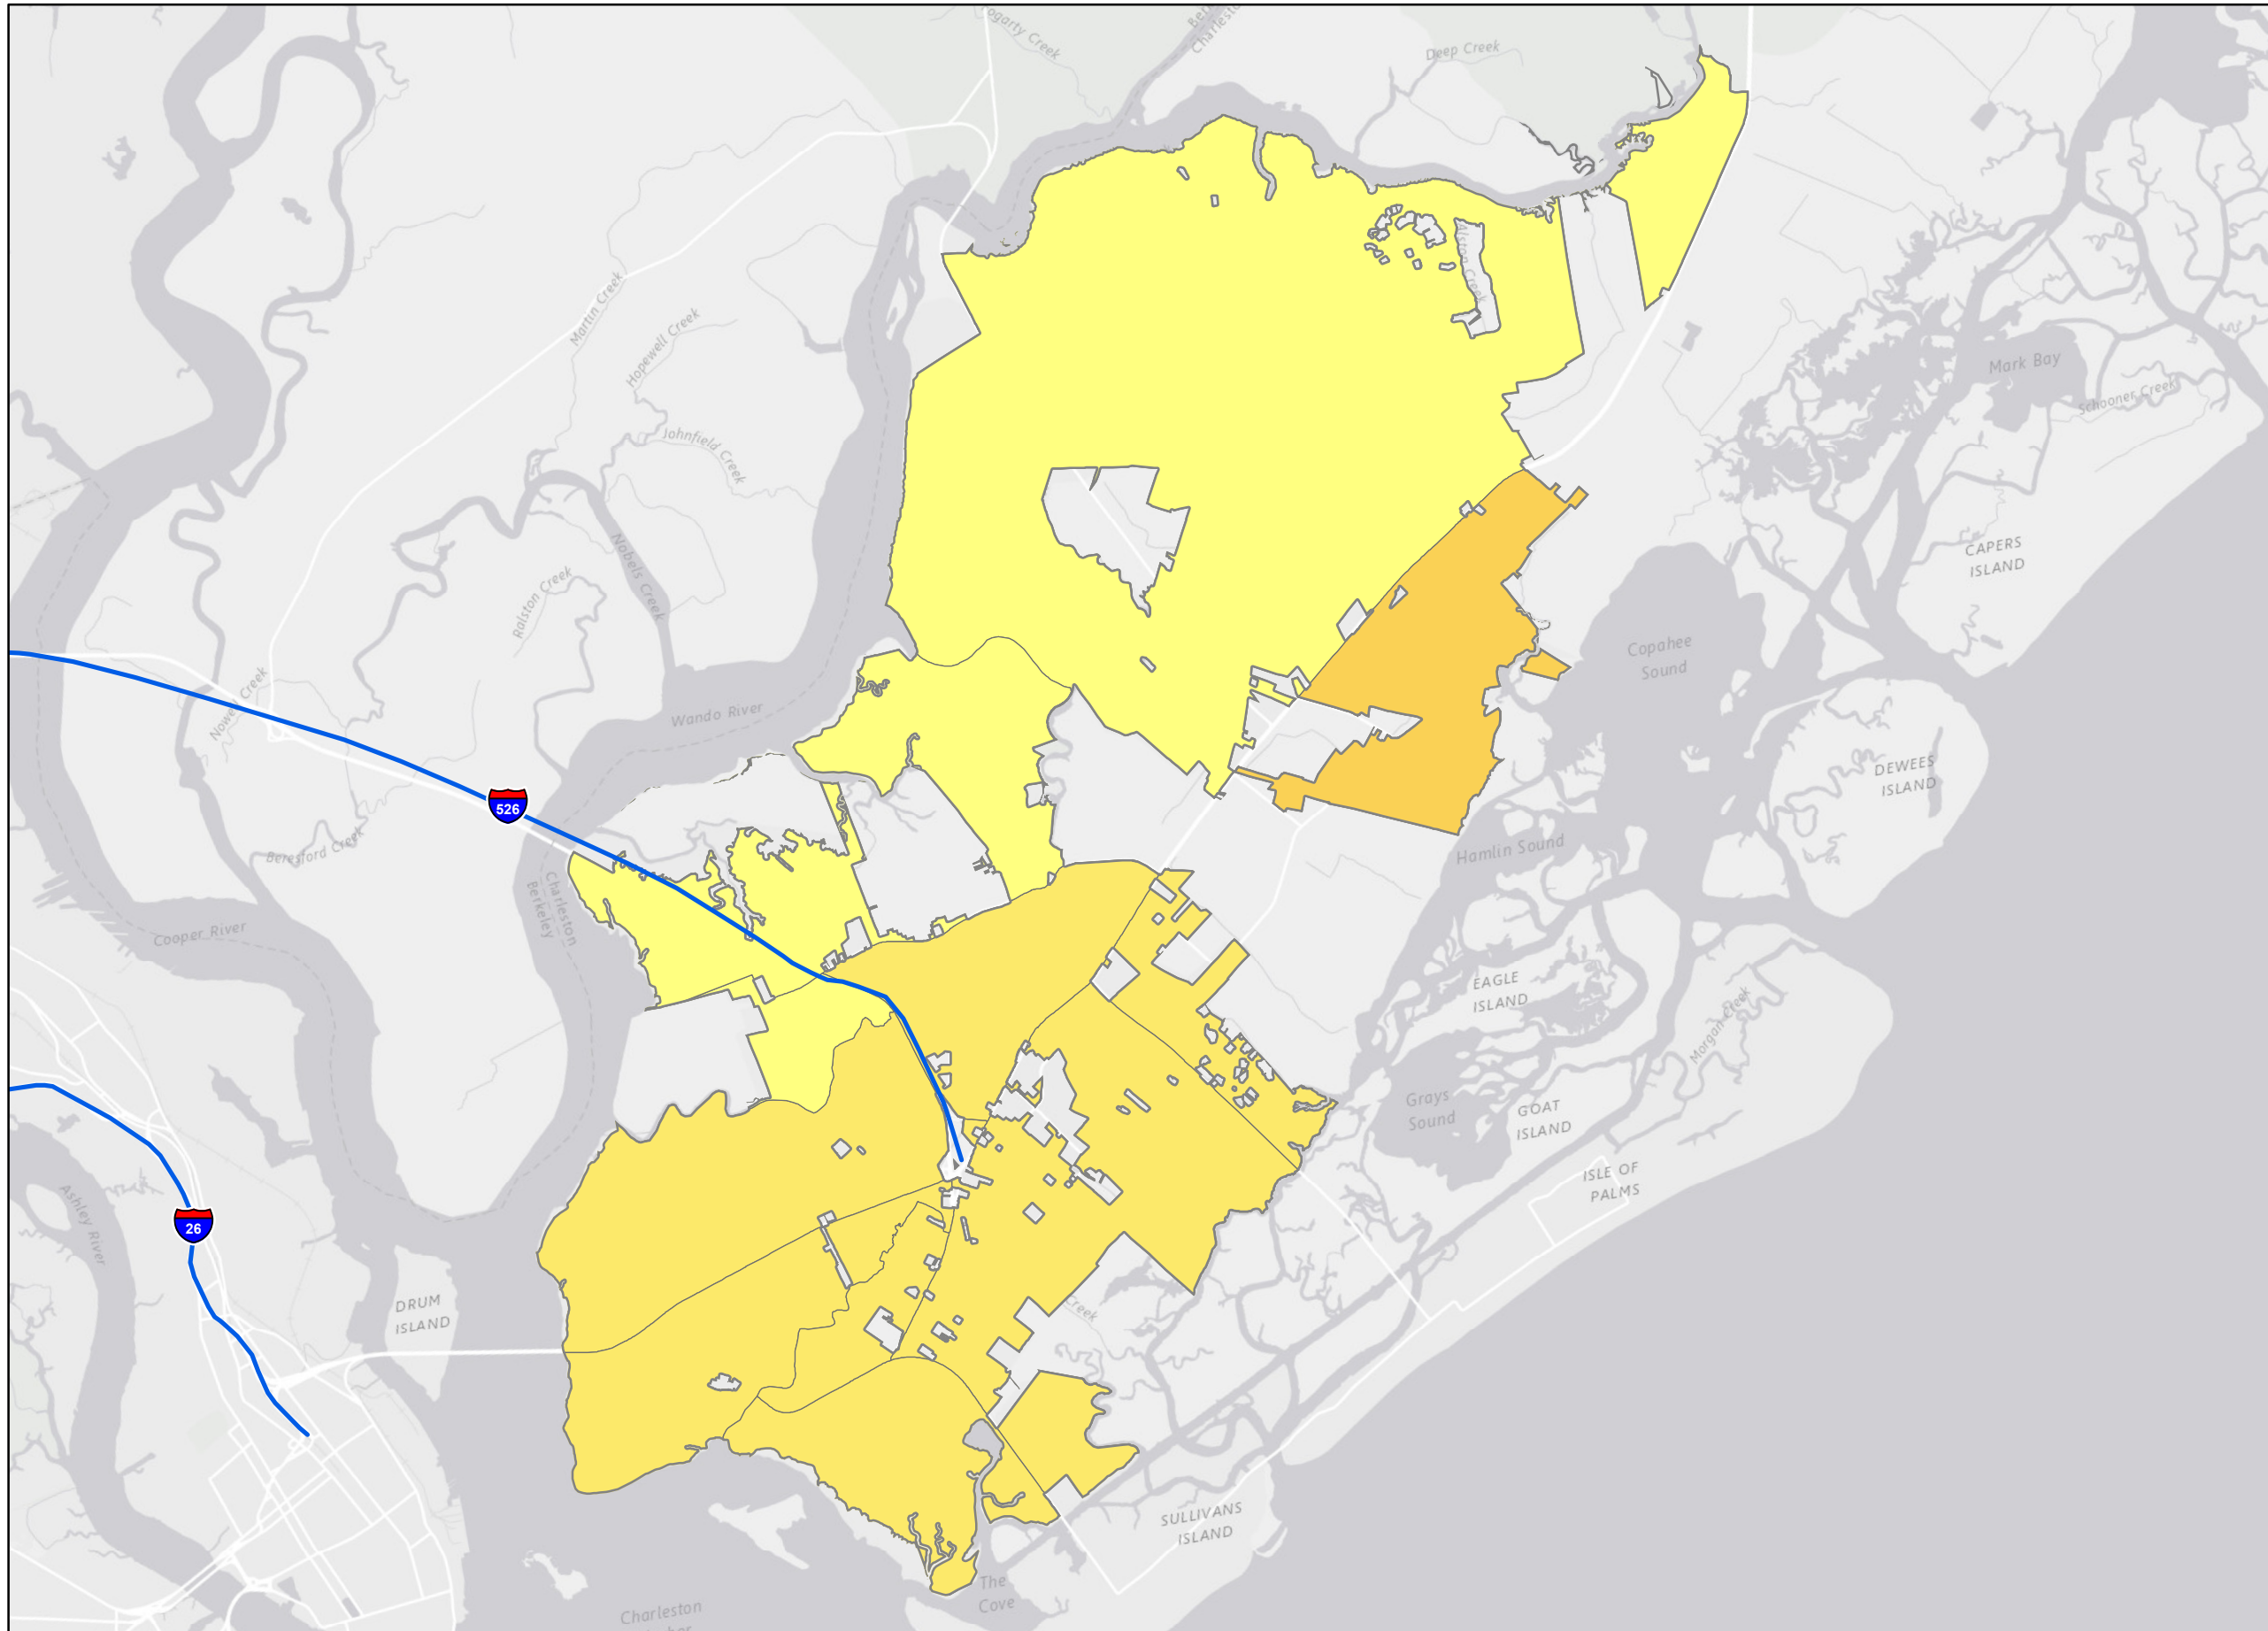 Deep Creek
Martin Creek
Hopewell Creek
Alston Creek
Johnfield Creek
Mark Bay
Schooner Creek
Nobels Creek
Ralston Creek
CAPERS
ISLAND
Copahee
Sound
Wando River
DEWEES
ISLAND
526
Beresford Creek
Hamlin Sound
Charleston
Berkeley
Cooper River
EAGLE
ISLAND
Morgan Creek
Grays
Sound
GOAT
ISLAND
ISLE OF
PALMS
Ashley River
26
DRUM
ISLAND
Creek
SULLIVANS
ISLAND
The
Cove
Charleston